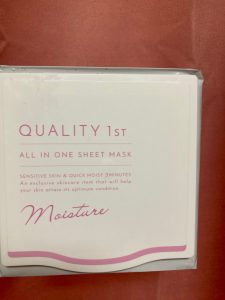 QUALITY 1ST
ALL IN ONE SHEET MASK
SENSITIVE SKIN & QUICK MOIST 3MINUTES
An exclusive skincare item that will help
your skin attain its optimum condition
Moisture